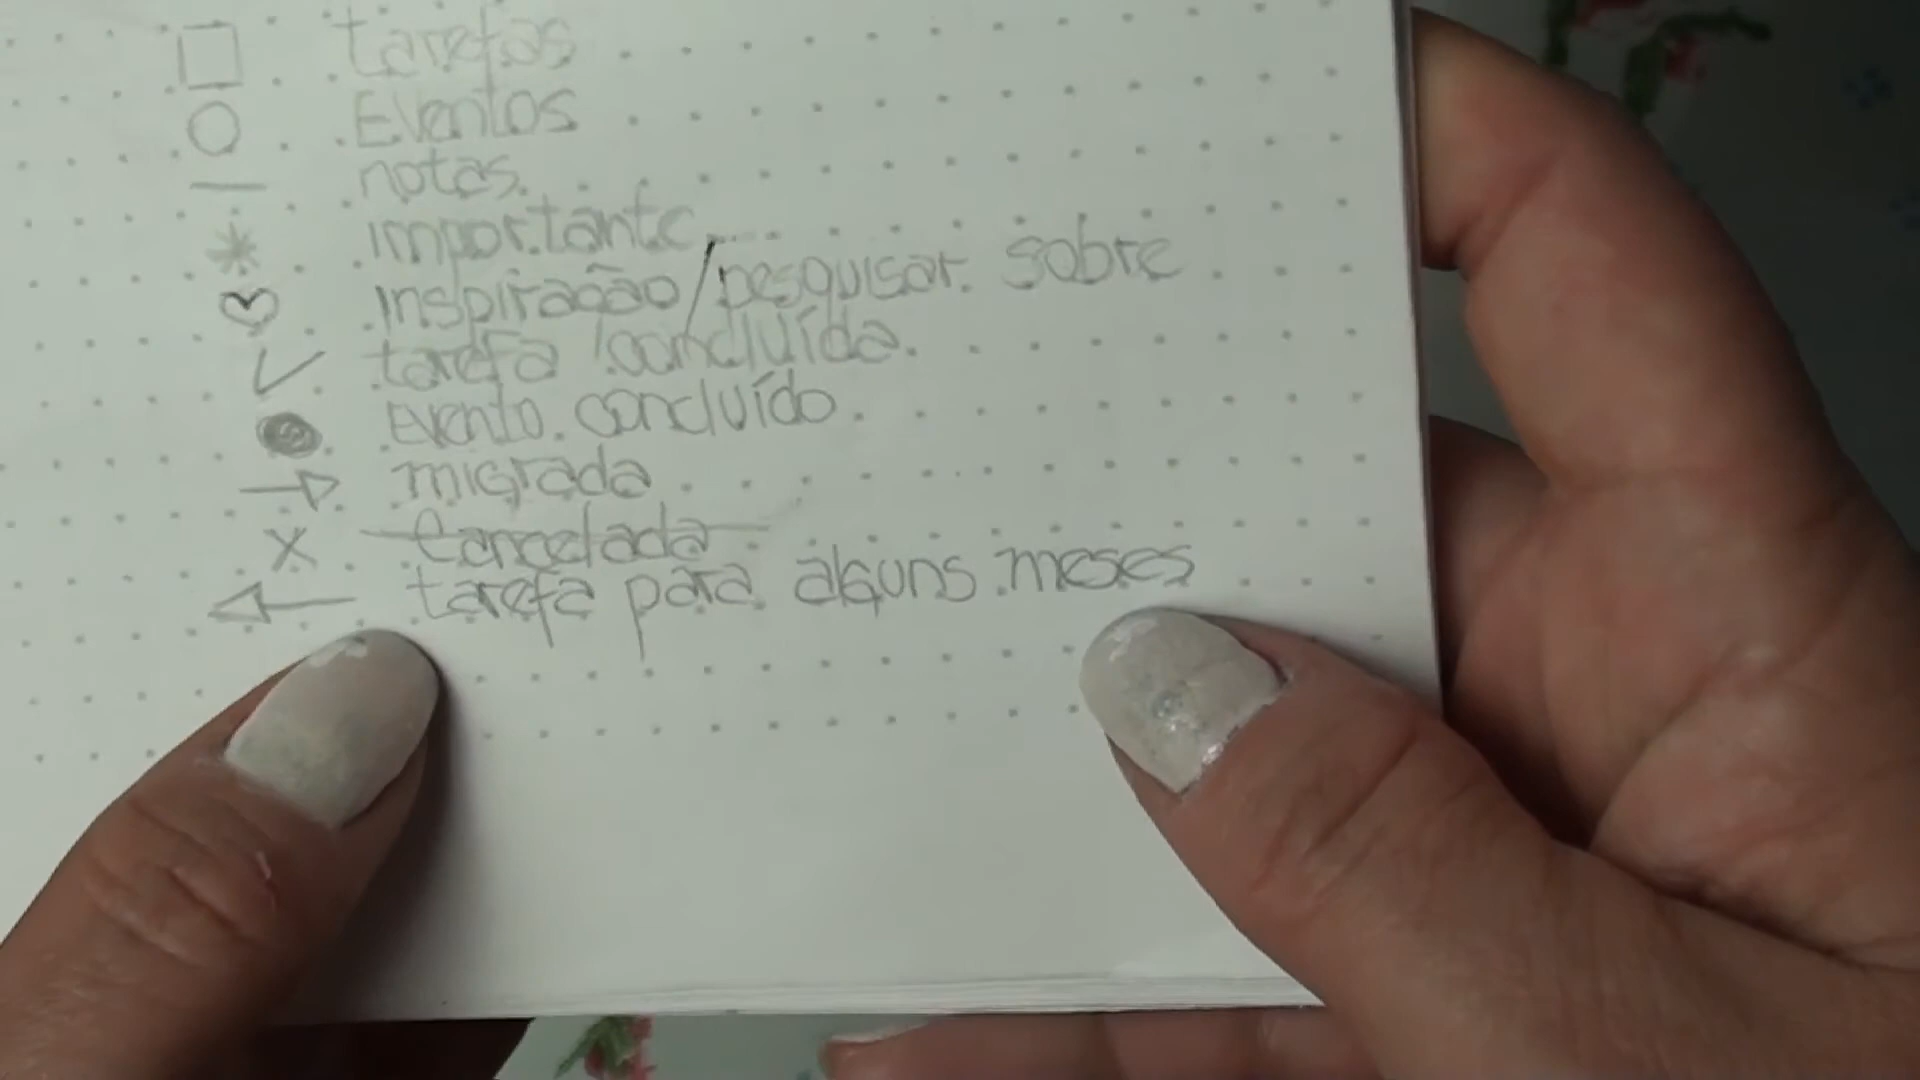 tarefas
Eventos
notas
importante
inspiração/pesquisar sobre
tarefa concluída
Evento concluído
migrada
Cancelada
tarefa para alguns meses